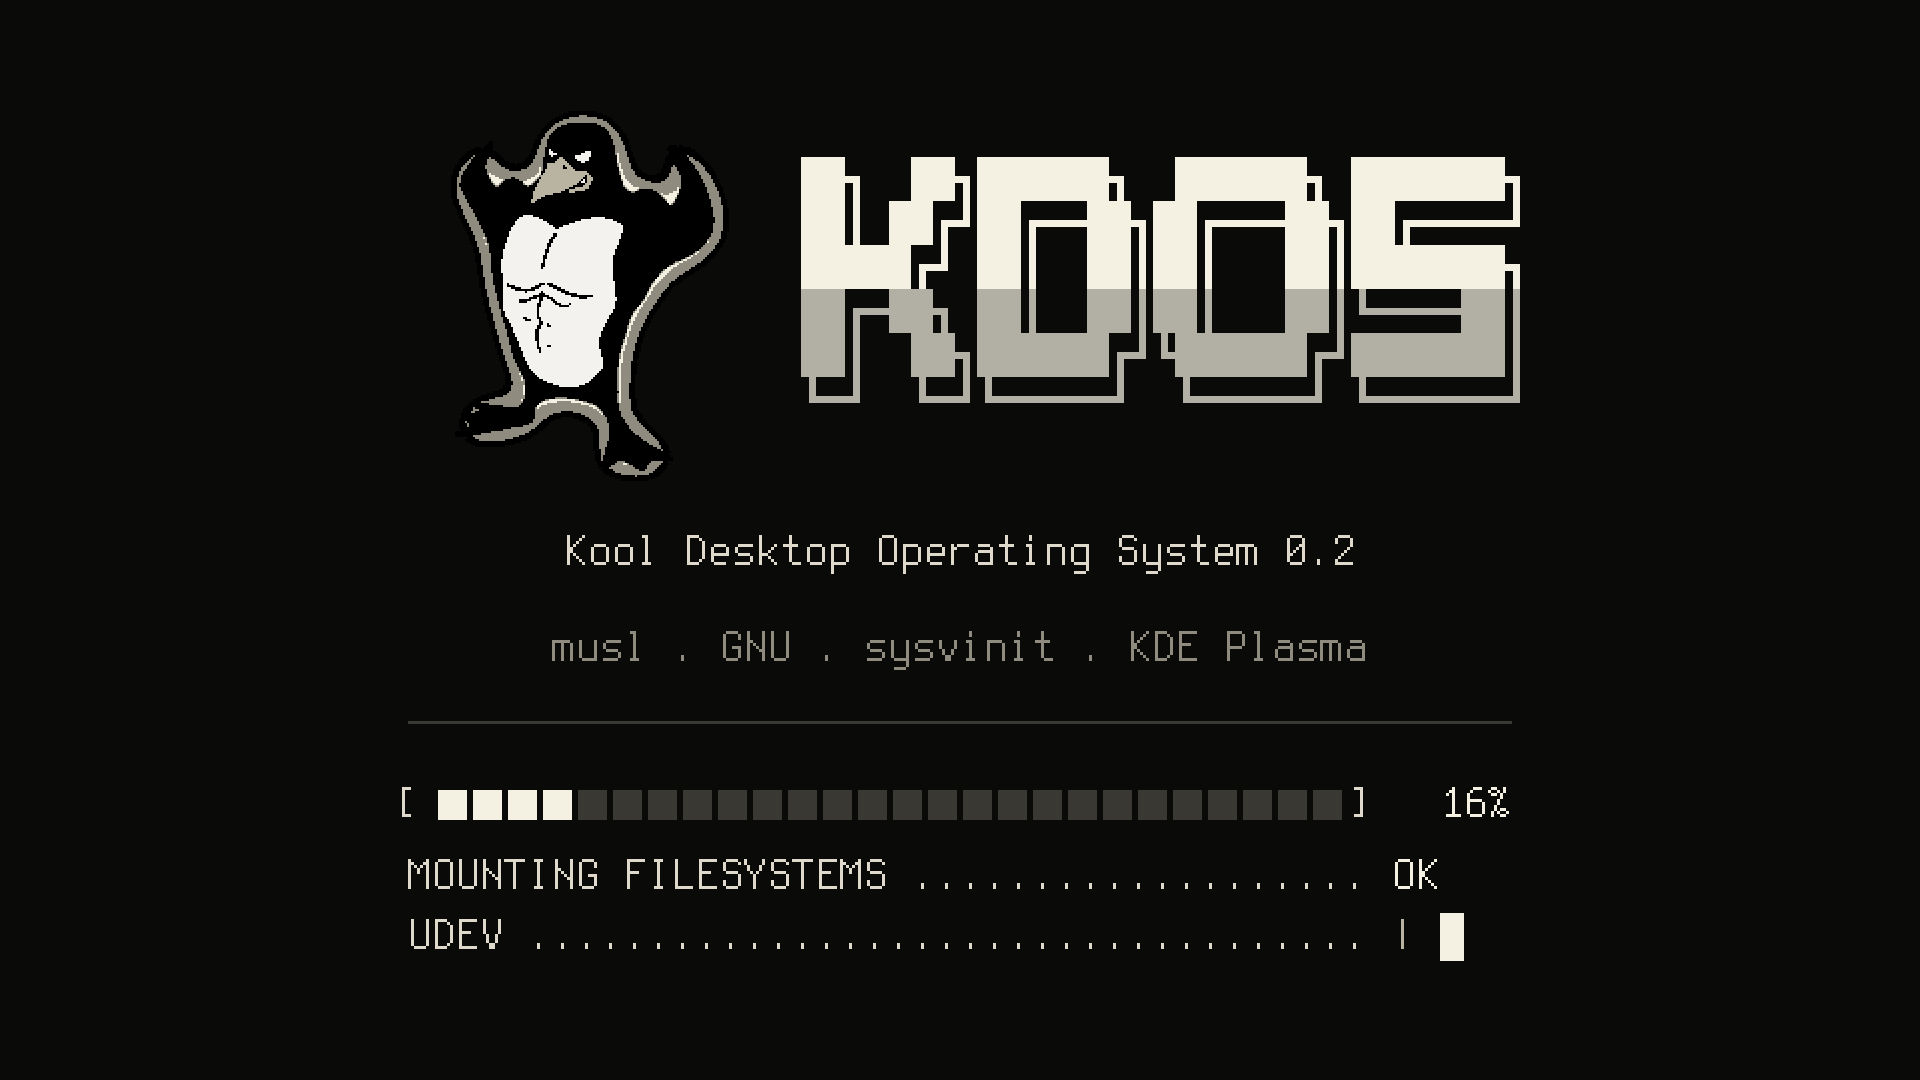 KDOS
Kool Desktop Operating System 0.2
musl . GNU . sysvinit . KDE Plasma
[ ] 16%
MOUNTING FILESYSTEMS ................... OK
UDEV ................................... |